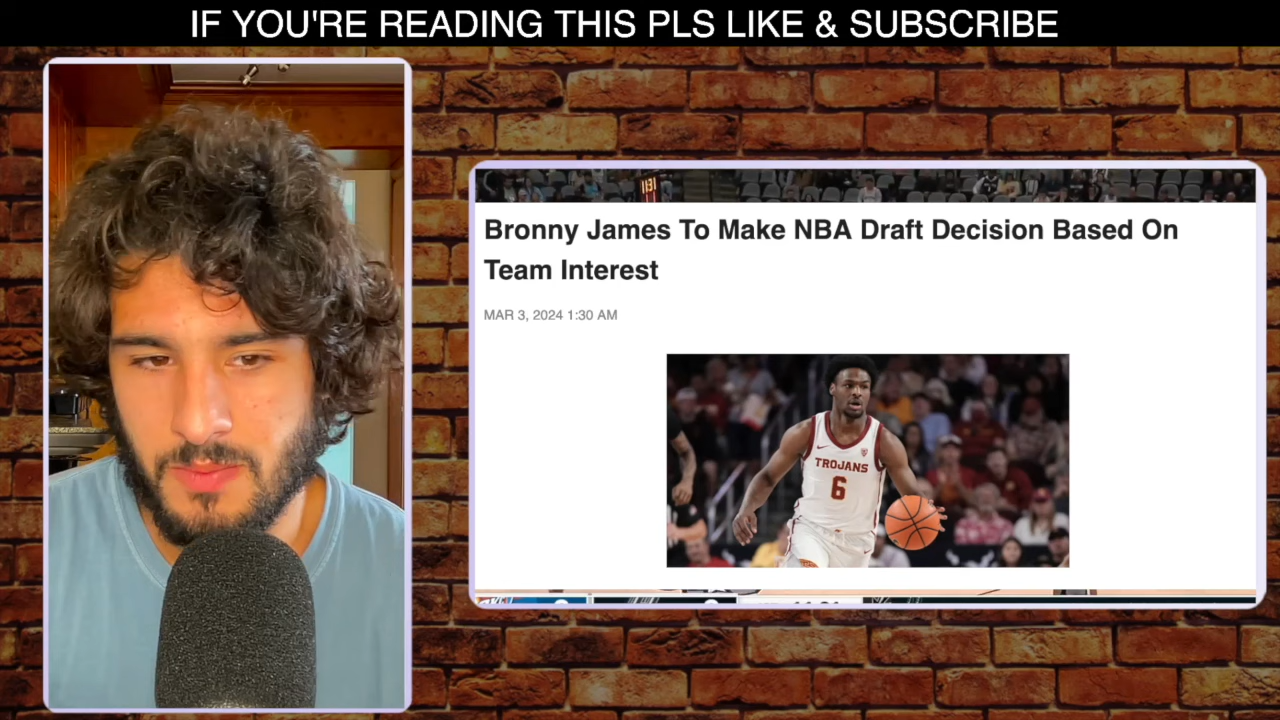 IF YOU'RE READING THIS PLS LIKE & SUBSCRIBE
1131
Bronny James To Make NBA Draft Decision Based On
Team Interest
MAR 3, 2024 1:30 AM
TROJANS
6